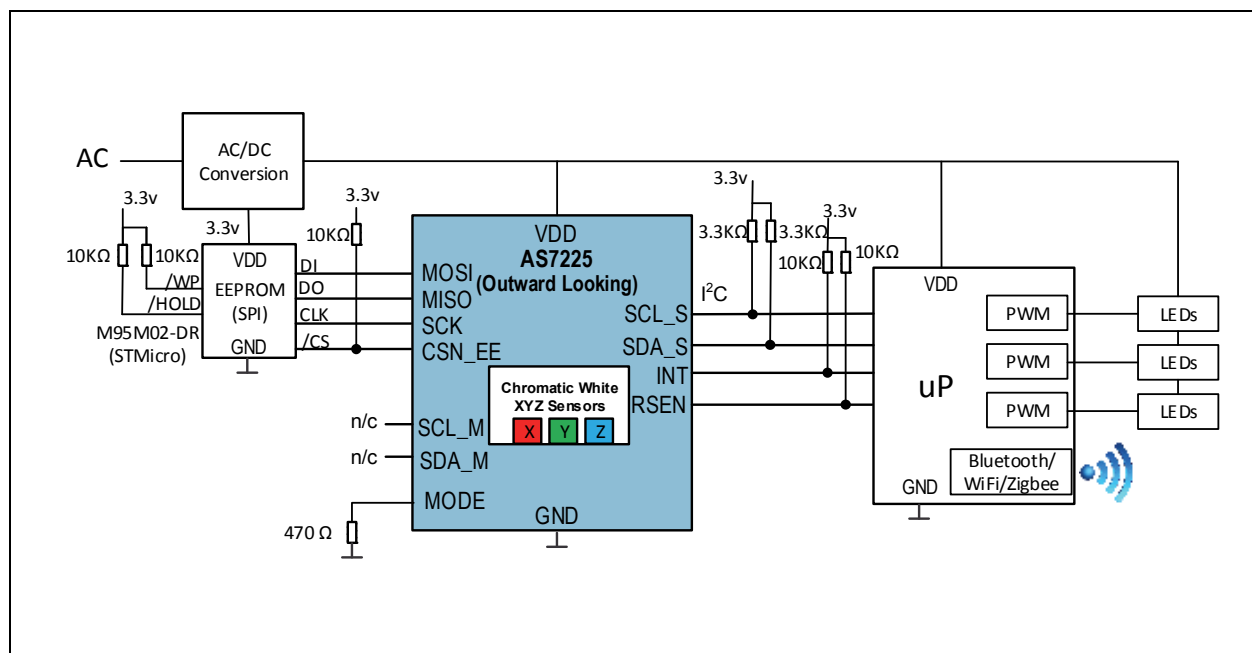 AC
AC/DC
Conversion
3.3v
3.3v
10KΩ
10KΩ
/WP
/HOLD
M95M02-DR
(STMicro)
VDD
EEPROM
(SPI)
GND
DI
DO
CLK
/CS
3.3v
10KΩ
VDD
AS7225
(Outward Looking)
MOSI
MISO
SCK
CSN_EE
Chromatic White
XYZ Sensors
X Y Z
n/c
SCL_M
n/c
SDA_M
MODE
470 Ω
GND
SCL_S
SDA_S
INT
RSEN
I²C
3.3v
3.3KΩ
3.3KΩ
3.3v
10KΩ
10KΩ
VDD
uP
PWM
PWM
PWM
Bluetooth/
WiFi/Zigbee
GND
LEDs
LEDs
LEDs